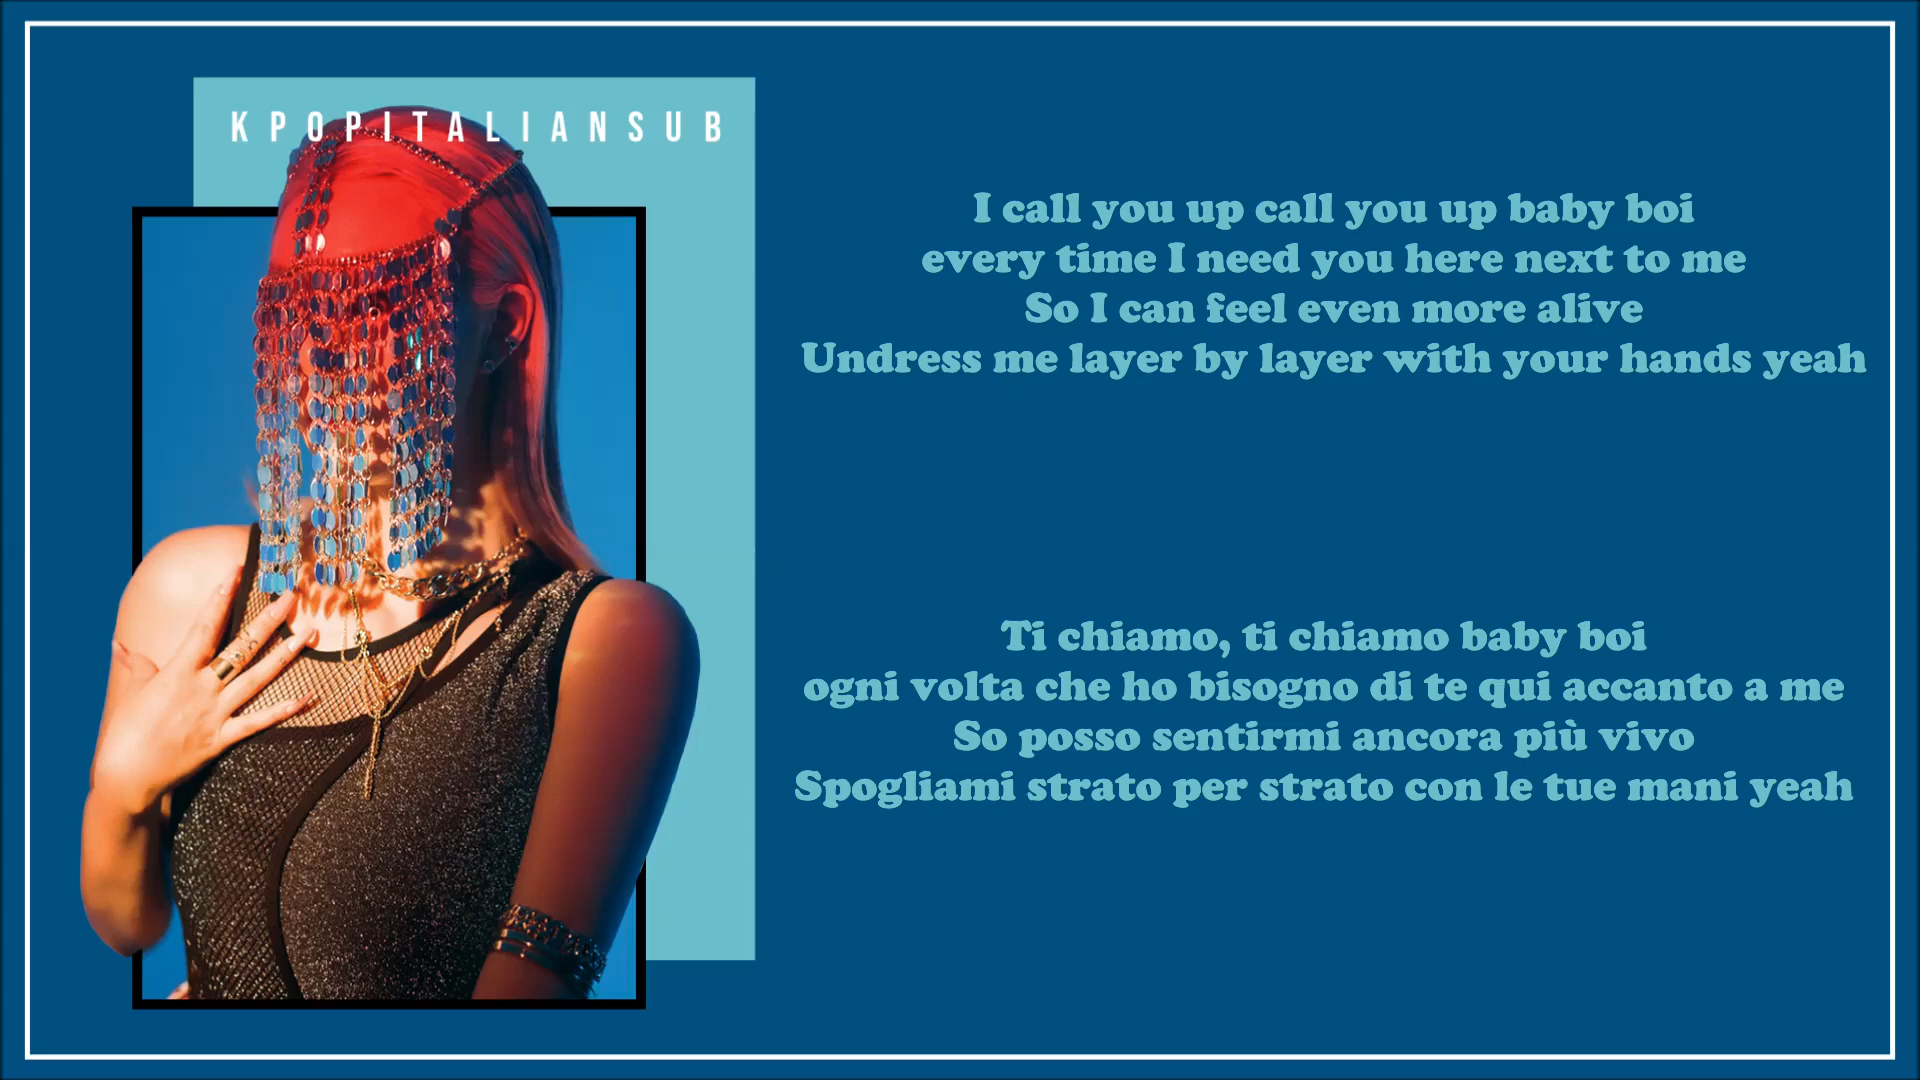 KPOPITALIANSUB
I call you up call you up baby boi
every time I need you here next to me
So I can feel even more alive
Undress me layer by layer with your hands yeah
Ti chiamo, ti chiamo baby boi
ogni volta che ho bisogno di te qui accanto a me
So posso sentirmi ancora più vivo
Spogliami strato per strato con le tue mani yeah